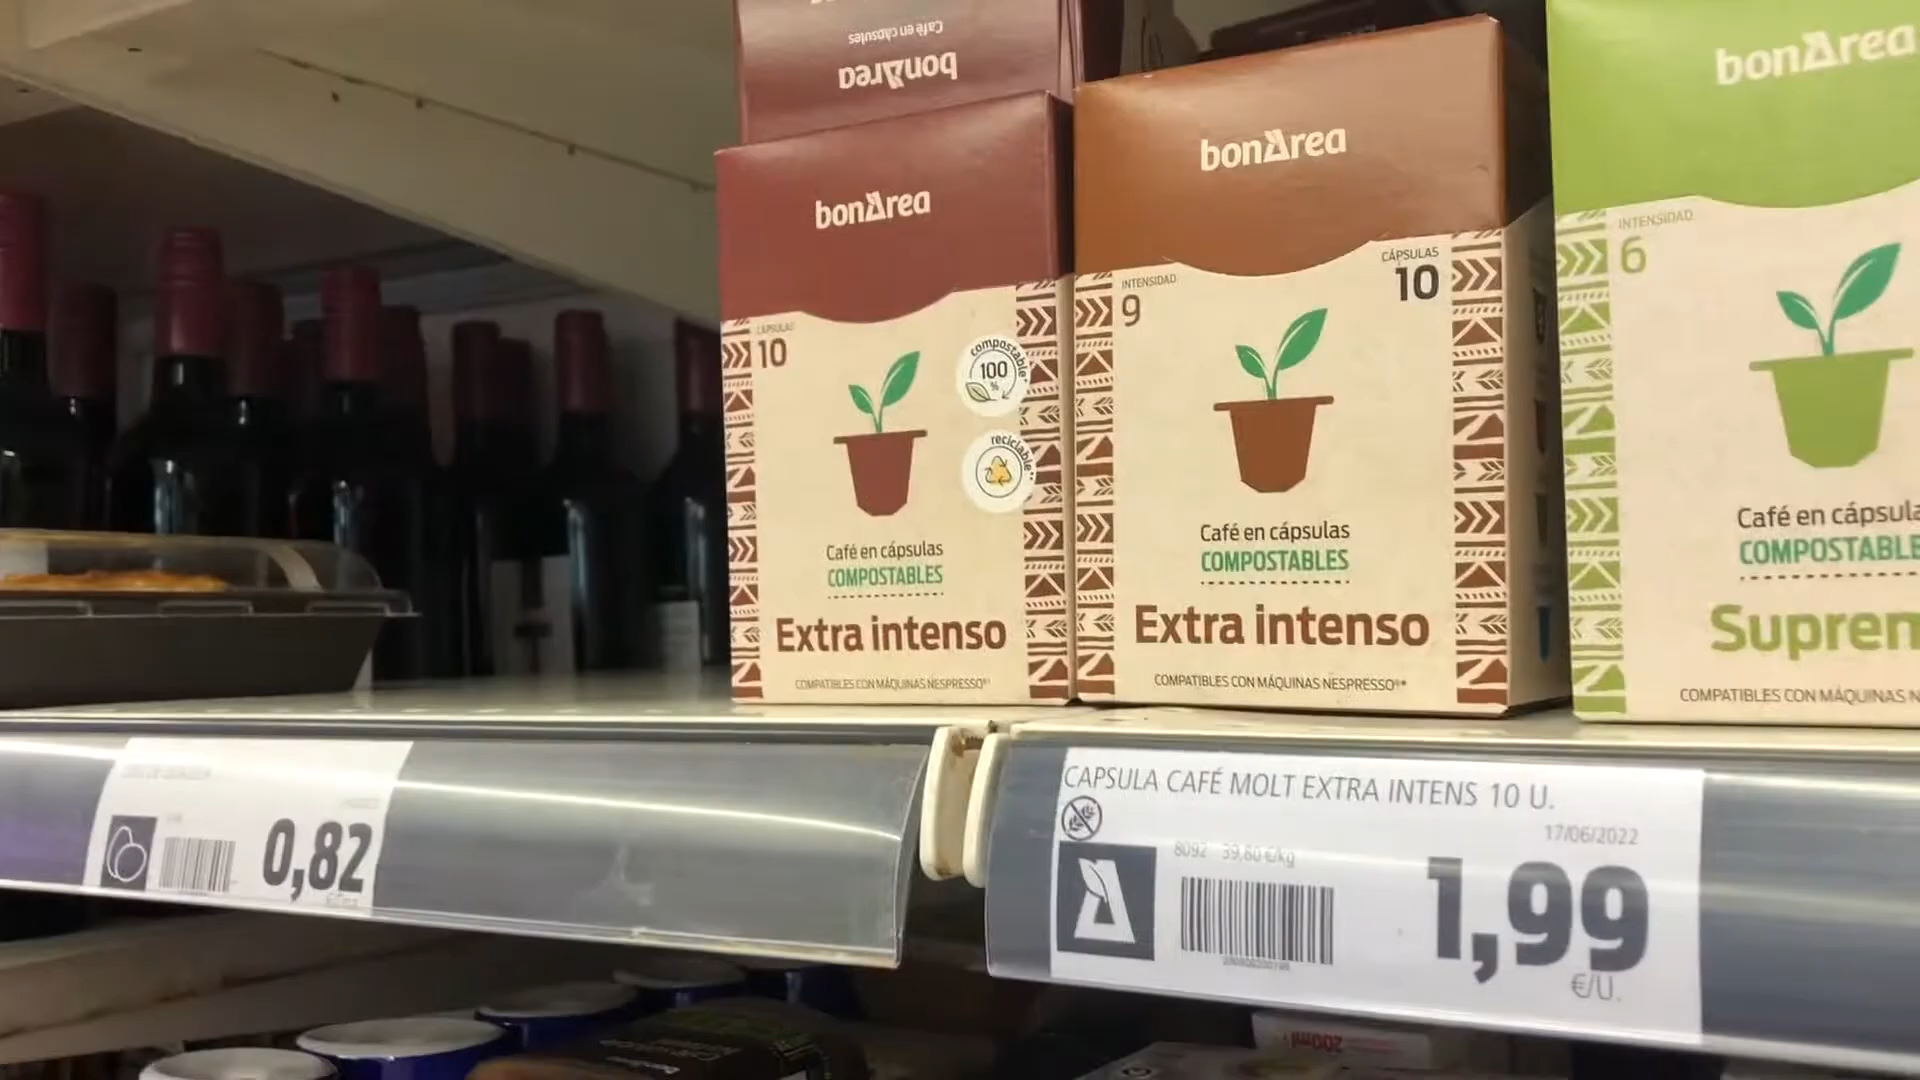 Café en càpsules
bonArea
bonArea
CÁPSULAS
10
compostable*
100
%
reciclable*
Café en cápsulas
COMPOSTABLES
Extra intenso
COMPATIBLES CON MÁQUINAS NESPRESSO
bonArea
INTENSIDAD
9
CÁPSULAS
10
Café en cápsulas
COMPOSTABLES
Extra intenso
COMPATIBLES CON MÁQUINAS NESPRESSO®*
bonArea
INTENSIDAD
6
Café en cápsula
COMPOSTABLE
Suprem
COMPATIBLES CON MÁQUINAS N
0,82
CAPSULA CAFÉ MOLT EXTRA INTENS 10 U.
17/06/2022
8092 39,80 €/kg
1,99
€/U.
200ml